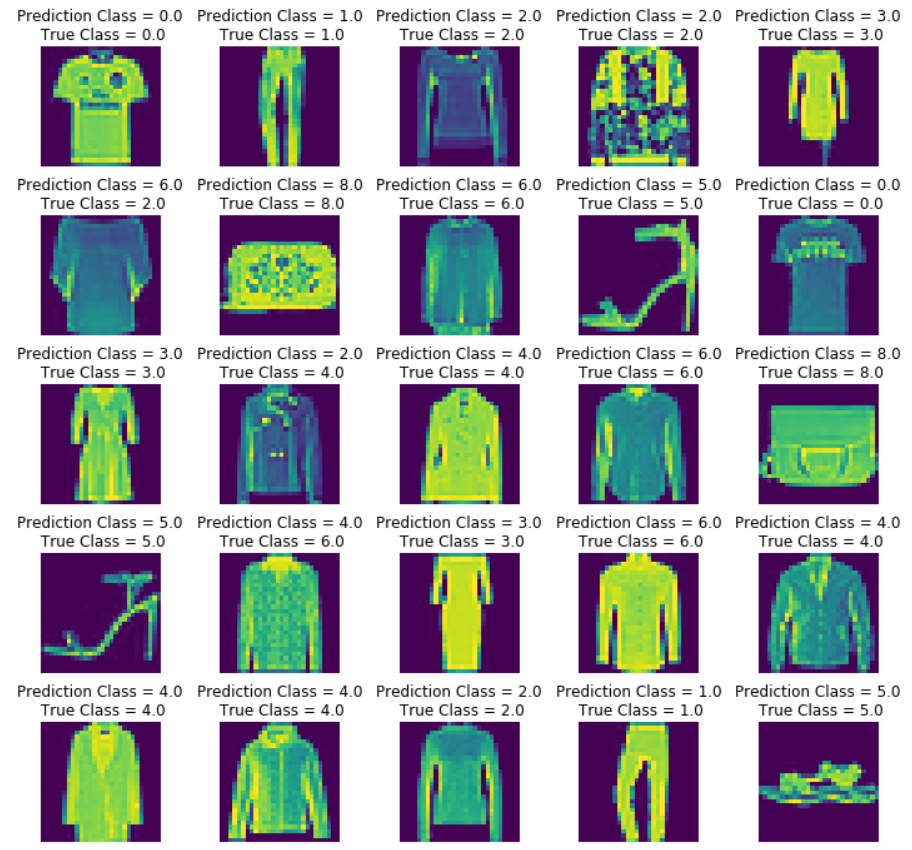 Prediction Class = 0.0
True Class = 0.0
Prediction Class = 1.0
True Class = 1.0
Prediction Class = 2.0
True Class = 2.0
Prediction Class = 2.0
True Class = 2.0
Prediction Class = 3.0
True Class = 3.0
Prediction Class = 6.0
True Class = 2.0
Prediction Class = 8.0
True Class = 8.0
Prediction Class = 6.0
True Class = 6.0
Prediction Class = 5.0
True Class = 5.0
Prediction Class = 0.0
True Class = 0.0
Prediction Class = 3.0
True Class = 3.0
Prediction Class = 2.0
True Class = 4.0
Prediction Class = 4.0
True Class = 4.0
Prediction Class = 6.0
True Class = 6.0
Prediction Class = 8.0
True Class = 8.0
Prediction Class = 5.0
True Class = 5.0
Prediction Class = 4.0
True Class = 6.0
Prediction Class = 3.0
True Class = 3.0
Prediction Class = 6.0
True Class = 6.0
Prediction Class = 4.0
True Class = 4.0
Prediction Class = 4.0
True Class = 4.0
Prediction Class = 4.0
True Class = 4.0
Prediction Class = 2.0
True Class = 2.0
Prediction Class = 1.0
True Class = 1.0
Prediction Class = 5.0
True Class = 5.0